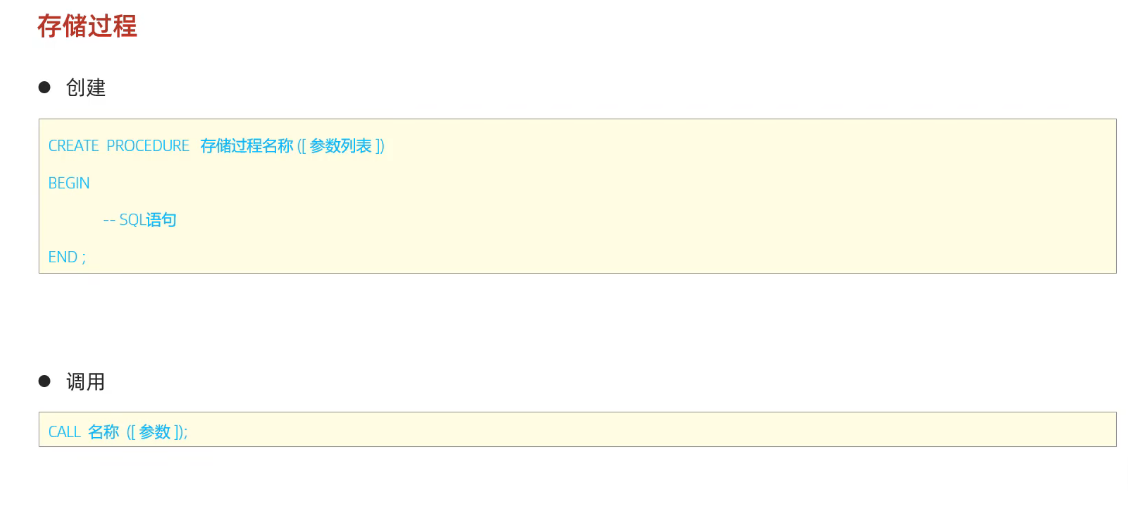 存储过程
● 创建
CREATE PROCEDURE 存储过程名称 ([ 参数列表 ])
BEGIN
-- SQL语句
END ;
● 调用
CALL 名称 ([ 参数 ]);